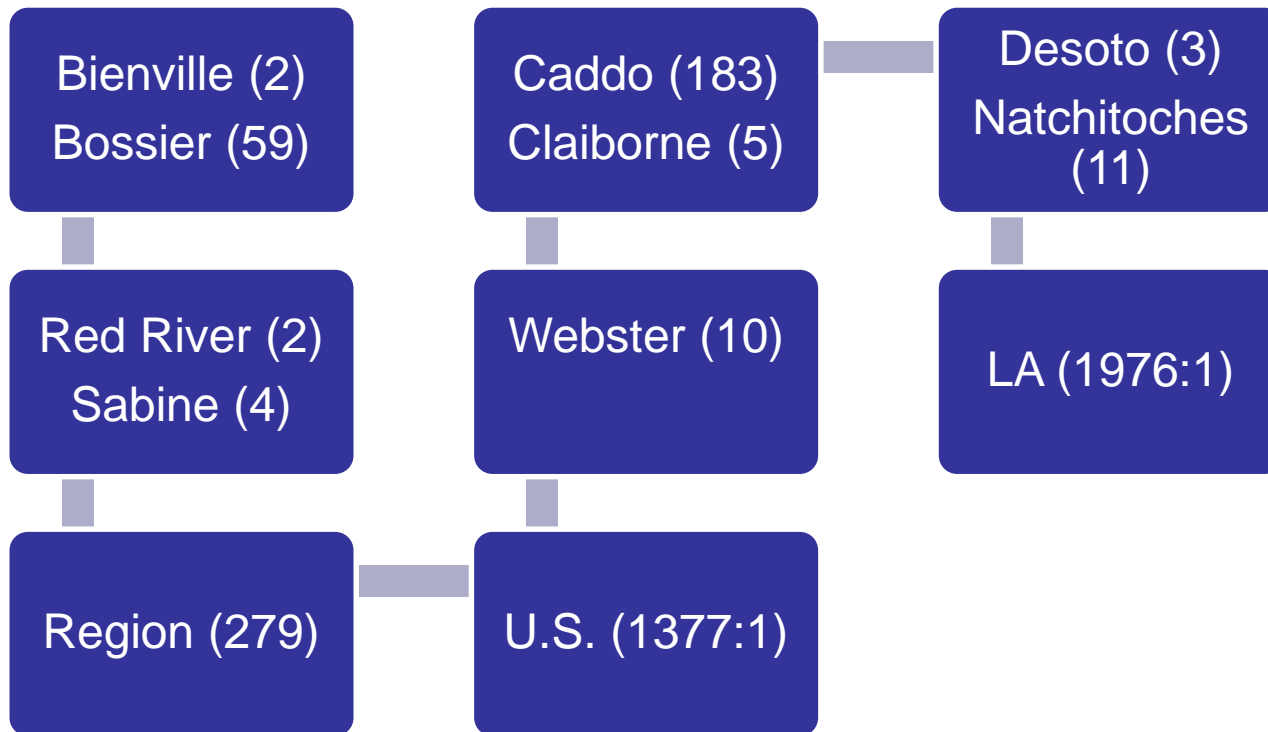 Bienville (2)
Bossier (59)
Caddo (183)
Claiborne (5)
Desoto (3)
Natchitoches
(11)
Red River (2)
Sabine (4)
Webster (10)
LA (1976:1)
Region (279)
U.S. (1377:1)